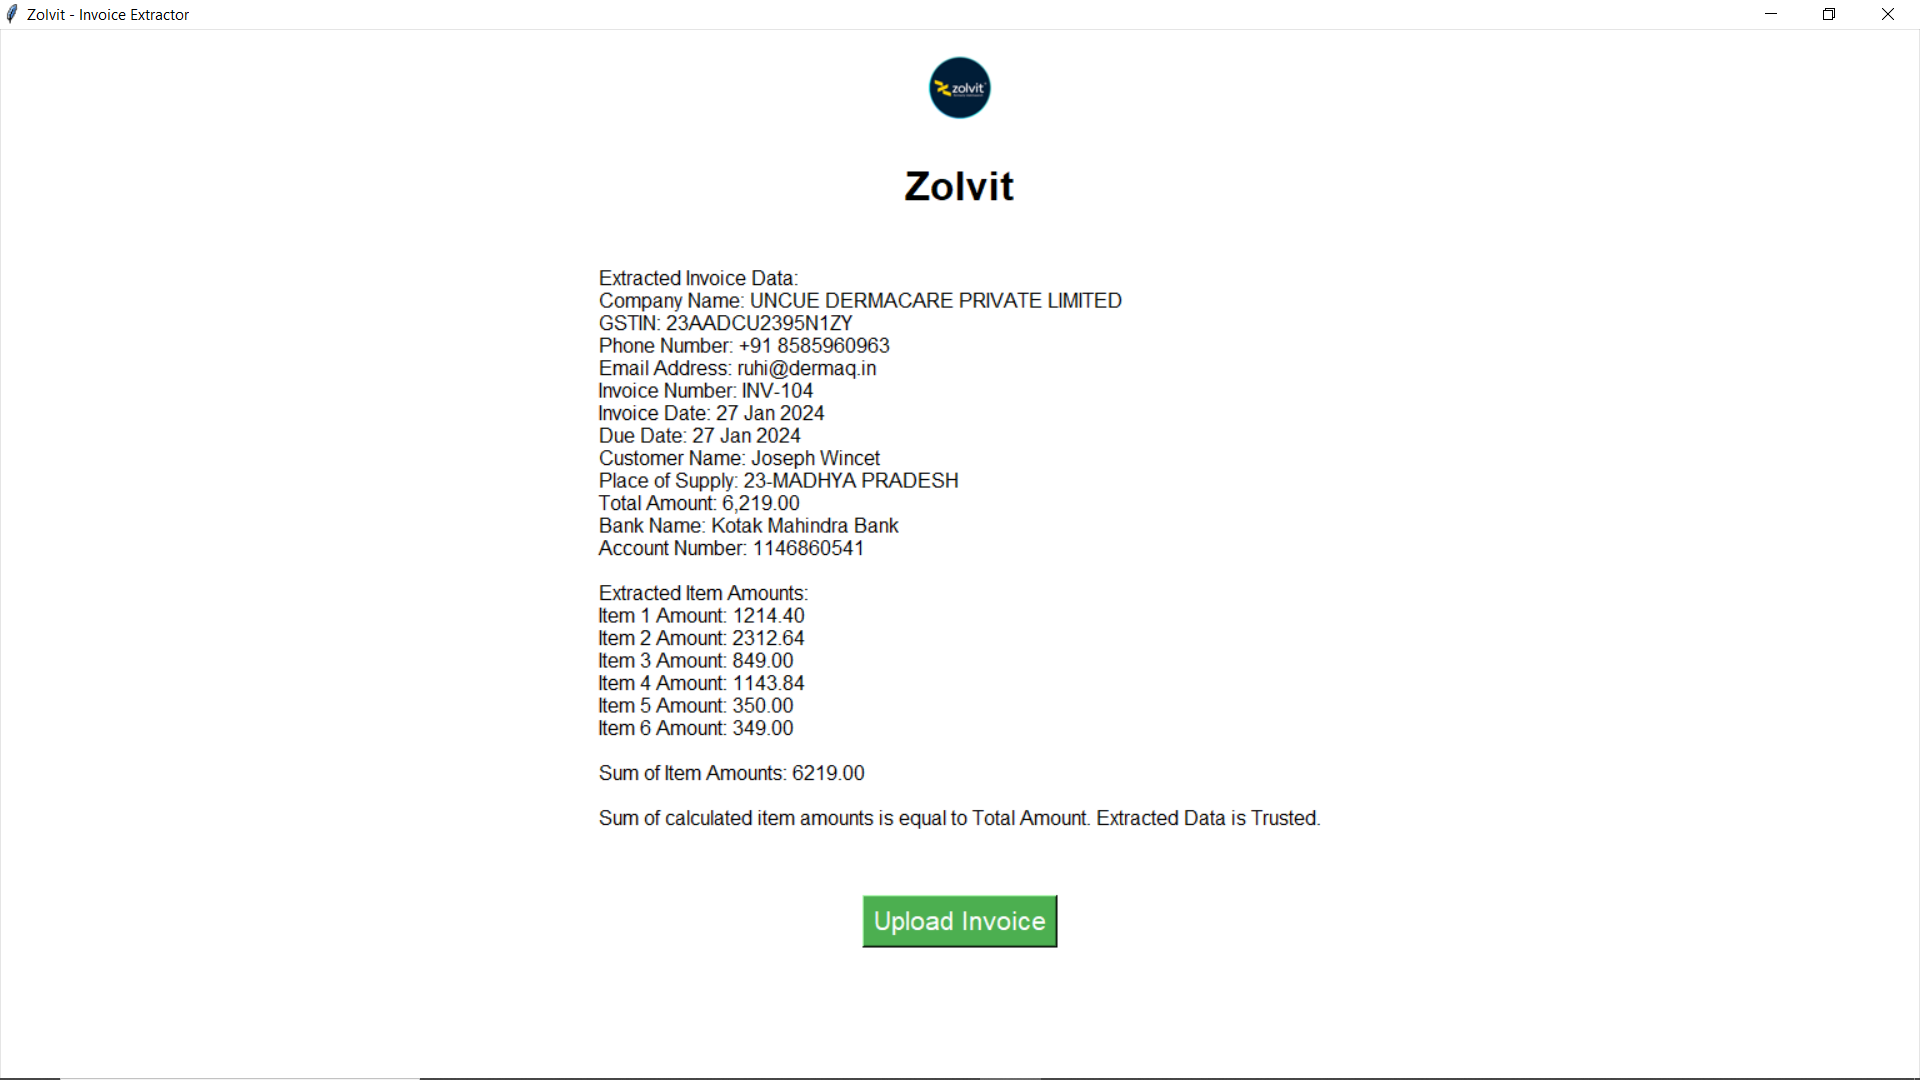 Zolvit - Invoice Extractor
zolvit
Zolvit
Extracted Invoice Data:
Company Name: UNCUE DERMACARE PRIVATE LIMITED
GSTIN: 23AADCU2395N1ZY
Phone Number: +91 8585960963
Email Address: ruhi@dermaq.in
Invoice Number: INV-104
Invoice Date: 27 Jan 2024
Due Date: 27 Jan 2024
Customer Name: Joseph Wincet
Place of Supply: 23-MADHYA PRADESH
Total Amount: 6,219.00
Bank Name: Kotak Mahindra Bank
Account Number: 1146860541
Extracted Item Amounts:
Item 1 Amount: 1214.40
Item 2 Amount: 2312.64
Item 3 Amount: 849.00
Item 4 Amount: 1143.84
Item 5 Amount: 350.00
Item 6 Amount: 349.00
Sum of Item Amounts: 6219.00
Sum of calculated item amounts is equal to Total Amount. Extracted Data is Trusted.
Upload Invoice